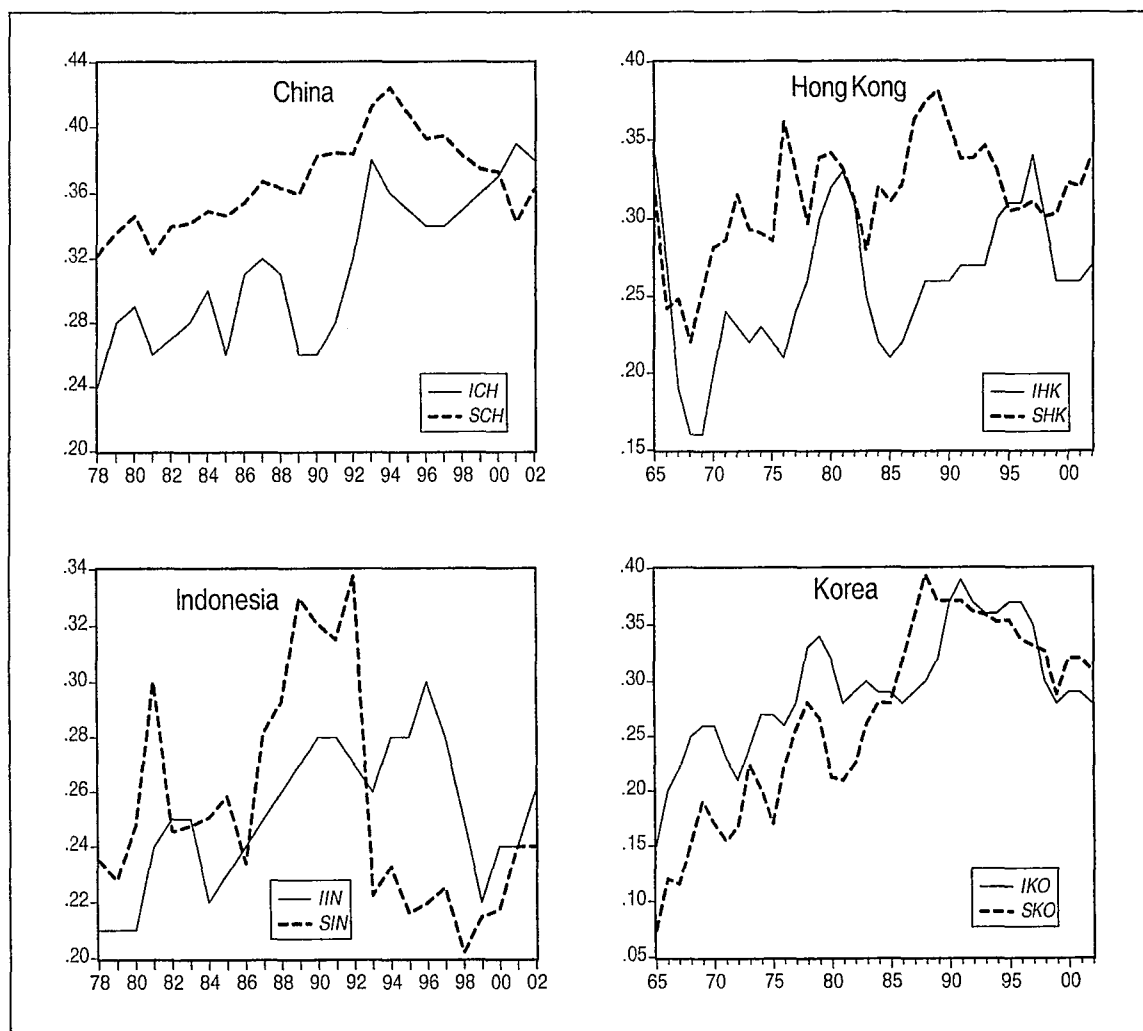 China
.44
.40
.36
.32
.28
.24
.20
78 80 82 84 86 88 90 92 94 96 98 00 02
ICH
SCH
Hong Kong
.40
.35
.30
.25
.20
.15
65 70 75 80 85 90 95 00
IHK
SHK
Indonesia
.34
.32
.30
.28
.26
.24
.22
.20
78 80 82 84 86 88 90 92 94 96 98 00 02
IIN
SIN
Korea
.40
.35
.30
.25
.20
.15
.10
.05
65 70 75 80 85 90 95 00
IKO
SKO